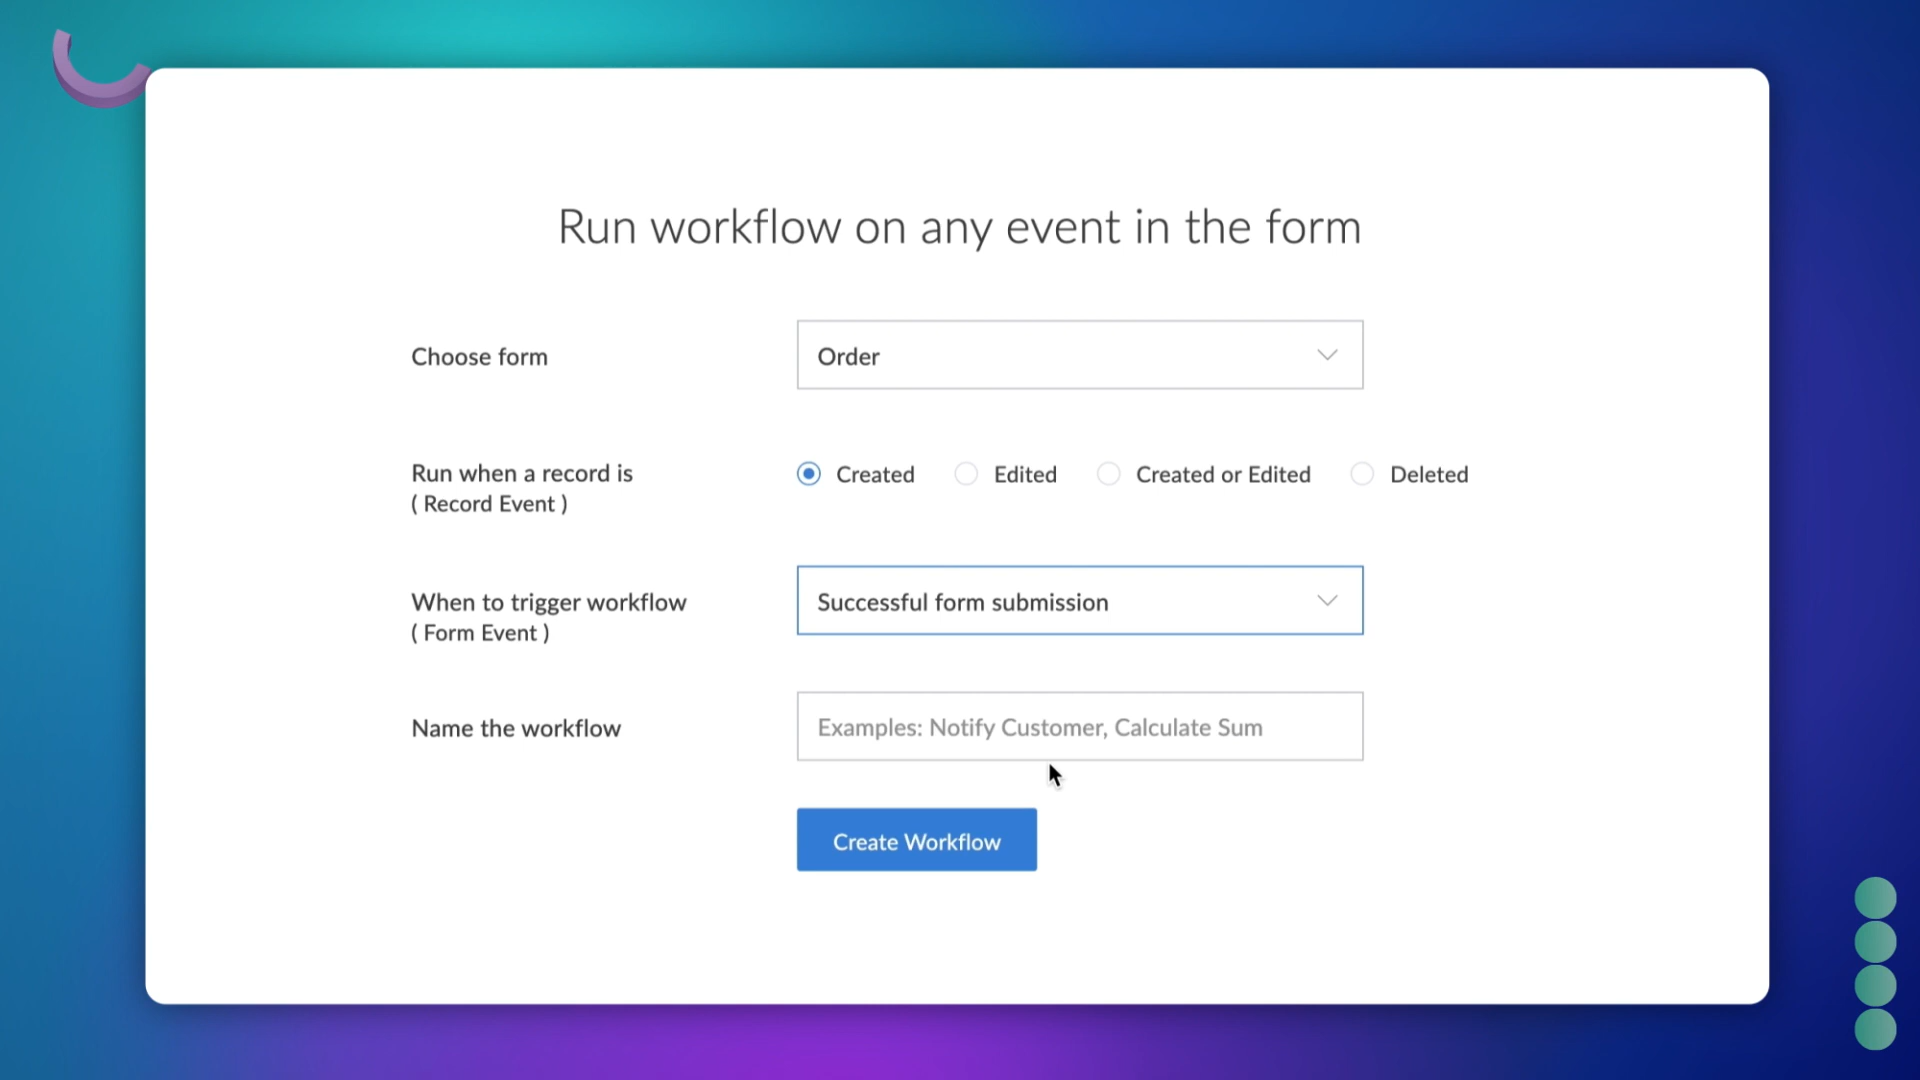 Run workflow on any event in the form
Choose form
Order
Run when a record is
( Record Event )
Created
Edited
Created or Edited
Deleted
When to trigger workflow
( Form Event )
Successful form submission
Name the workflow
Examples: Notify Customer, Calculate Sum
Create Workflow